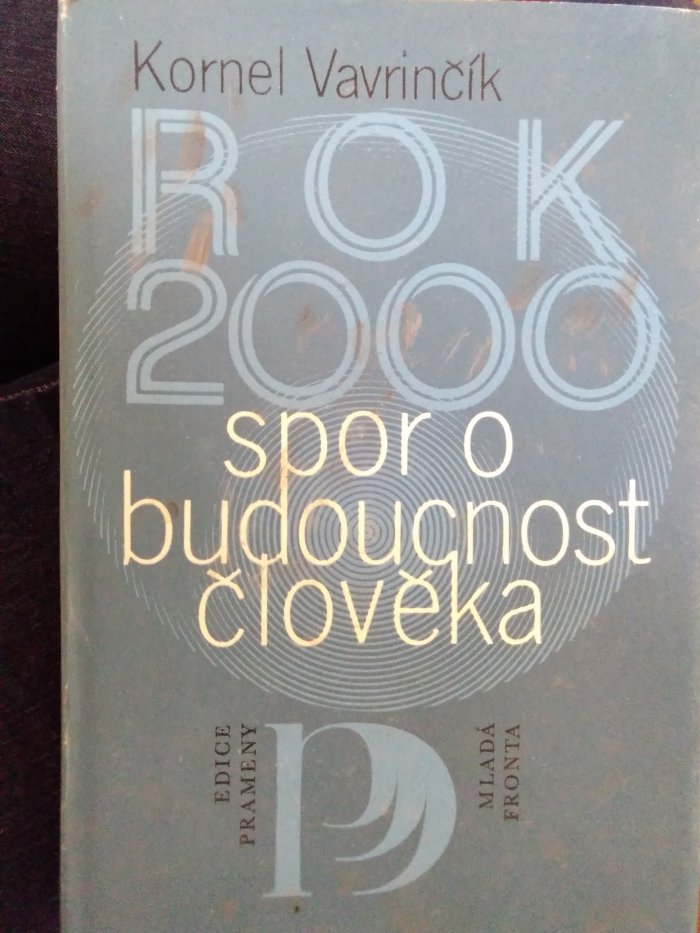 Kornel Vavrinčík
ROK
2000
spor o
budoucnost
člověka
EDICE
PRAMENY
P
MLADÁ
FRONTA